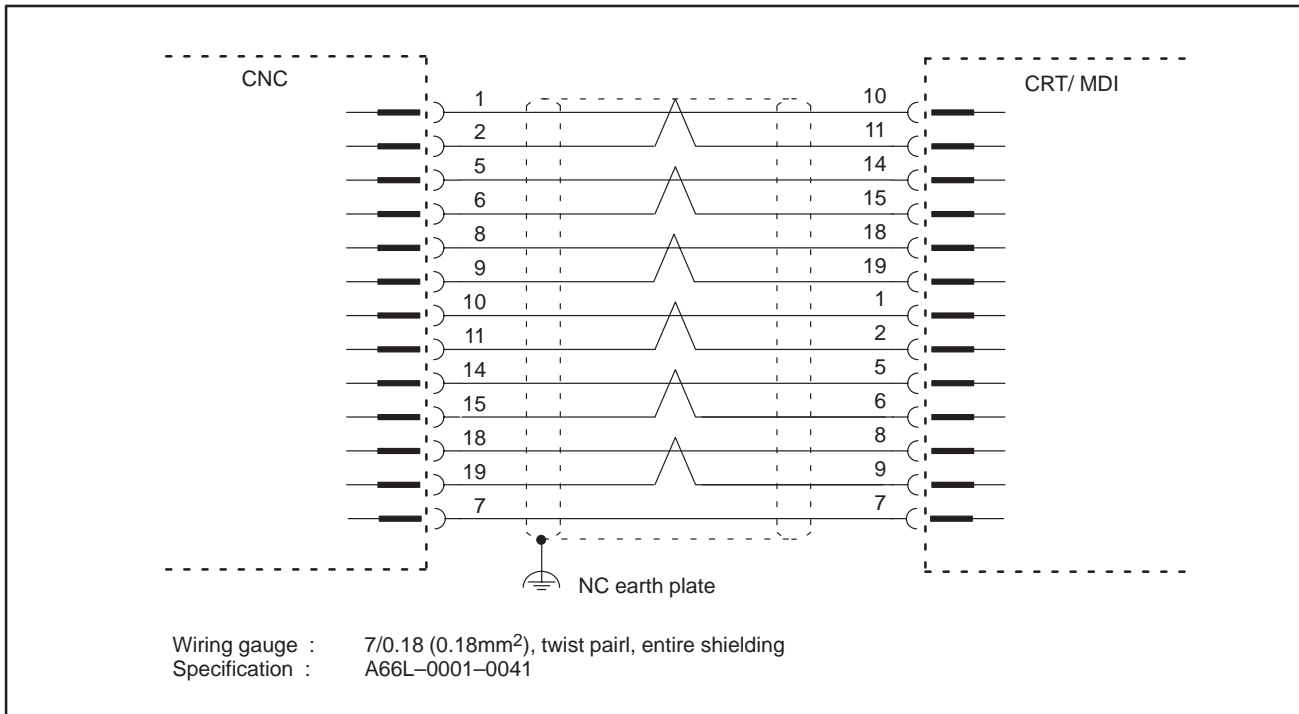 CNC
CRT/ MDI
1 10
2 11
5 14
6 15
8 18
9 19
10 1
11 2
14 5
15 6
18 8
19 9
7 7
NC earth plate
Wiring gauge : 7/0.18 (0.18mm²), twist pairl, entire shielding
Specification : A66L–0001–0041